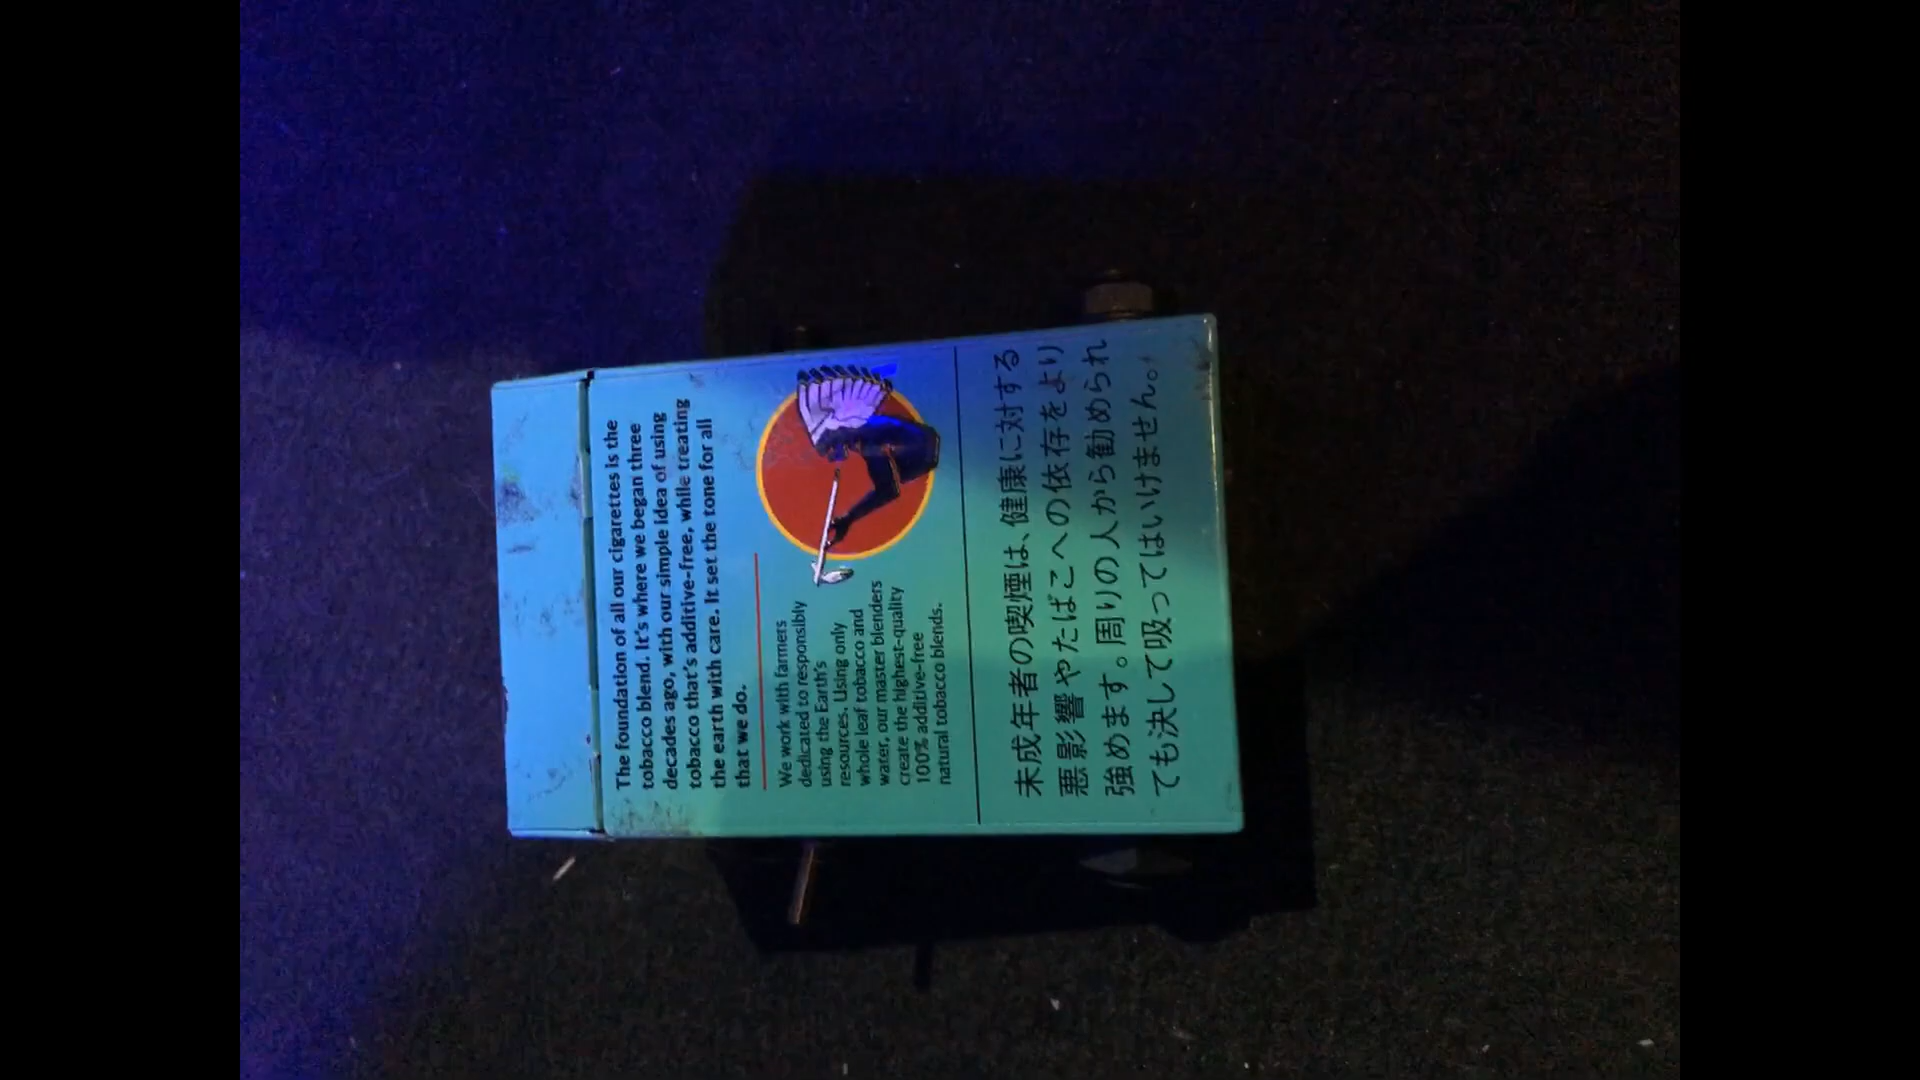 The foundation of all our cigarettes is the
tobacco blend. It's where we began three
decades ago, with our simple idea of using
tobacco that's additive-free, while treating
the earth with care. It set the tone for all
that we do.
We work with farmers
dedicated to responsibly
using the Earth's
resources. Using only
whole leaf tobacco and
water, our master blenders
create the highest-quality
100% additive-free
natural tobacco blends.
未成年者の喫煙は、健康に対する
悪影響やたばこへの依存をより
強めます。周りの人から勧められ
ても決して吸ってはいけません。